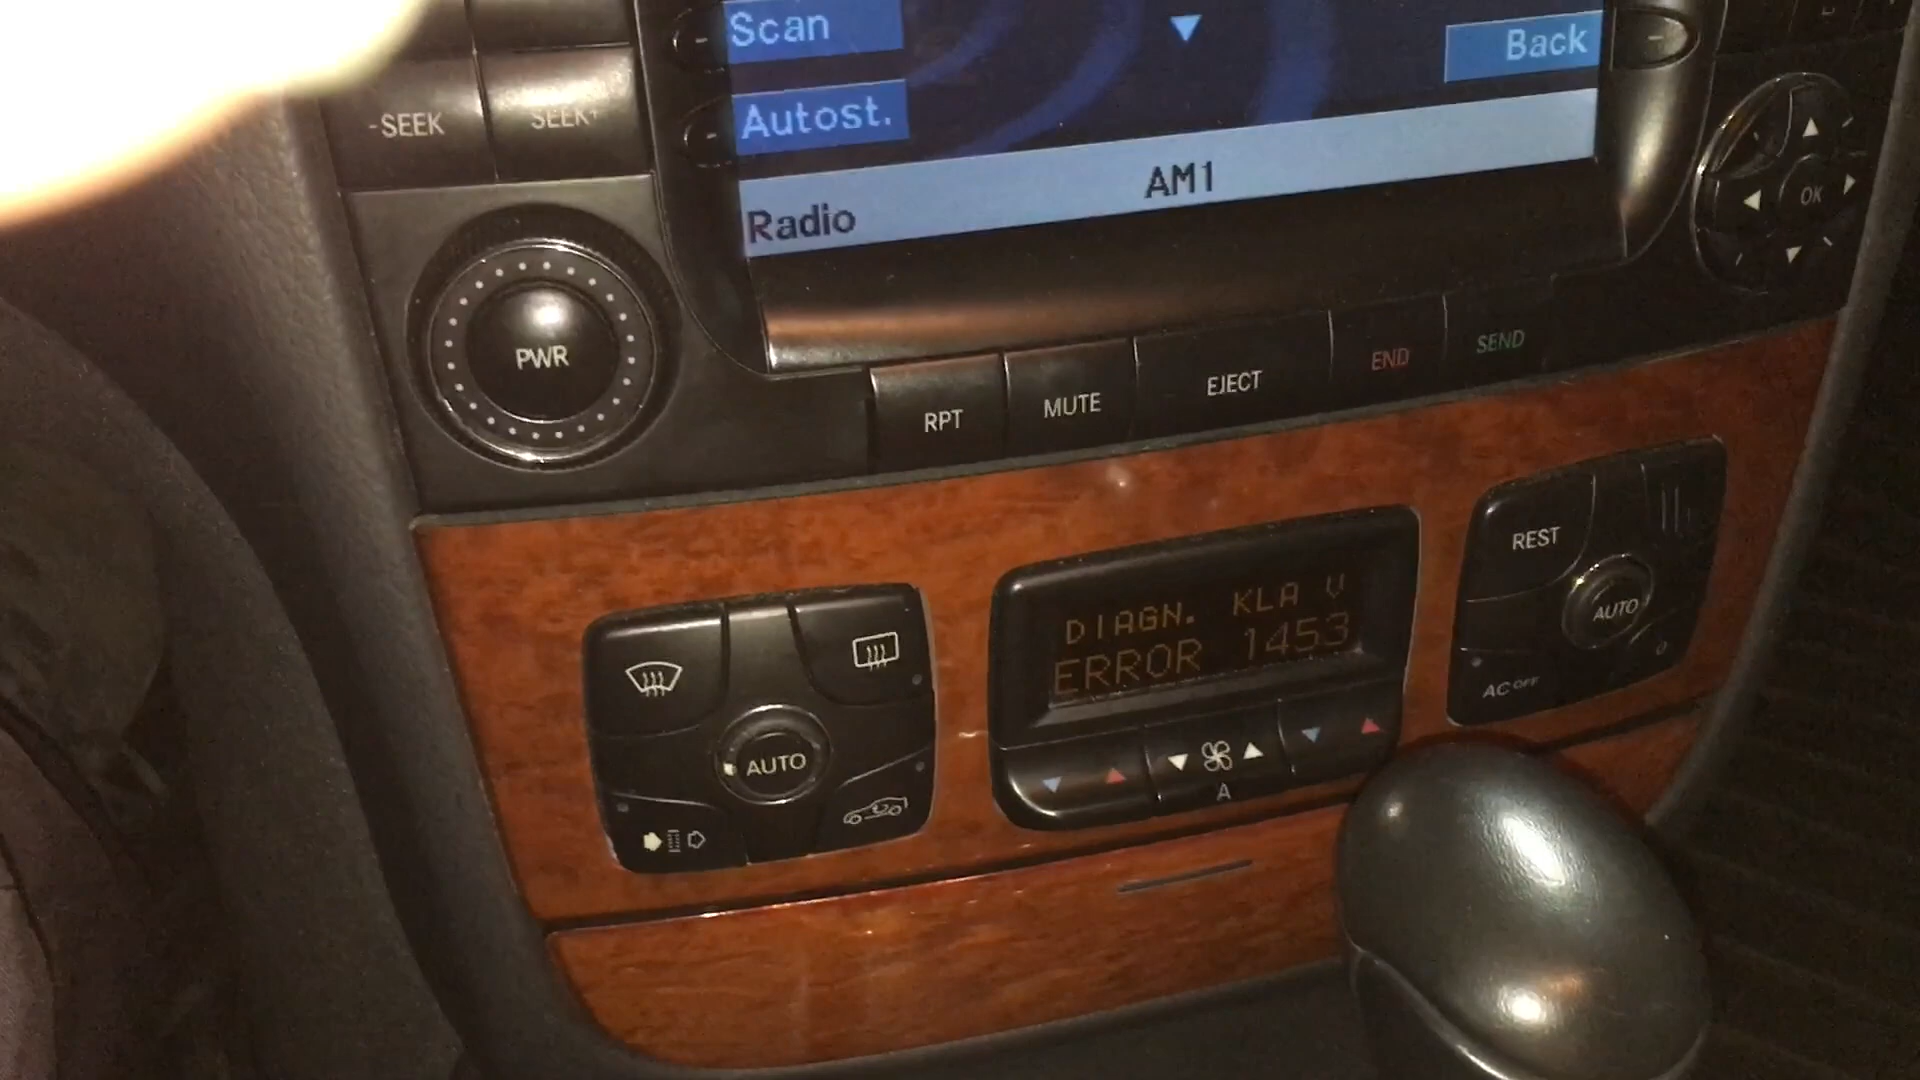 Scan
Back
-SEEK
SEEK+
Autost.
AM1
Radio
OK
PWR
RPT
MUTE
EJECT
END
SEND
REST
DIAGN. KLA V
ERROR 1453
AUTO
AC OFF
AUTO
A